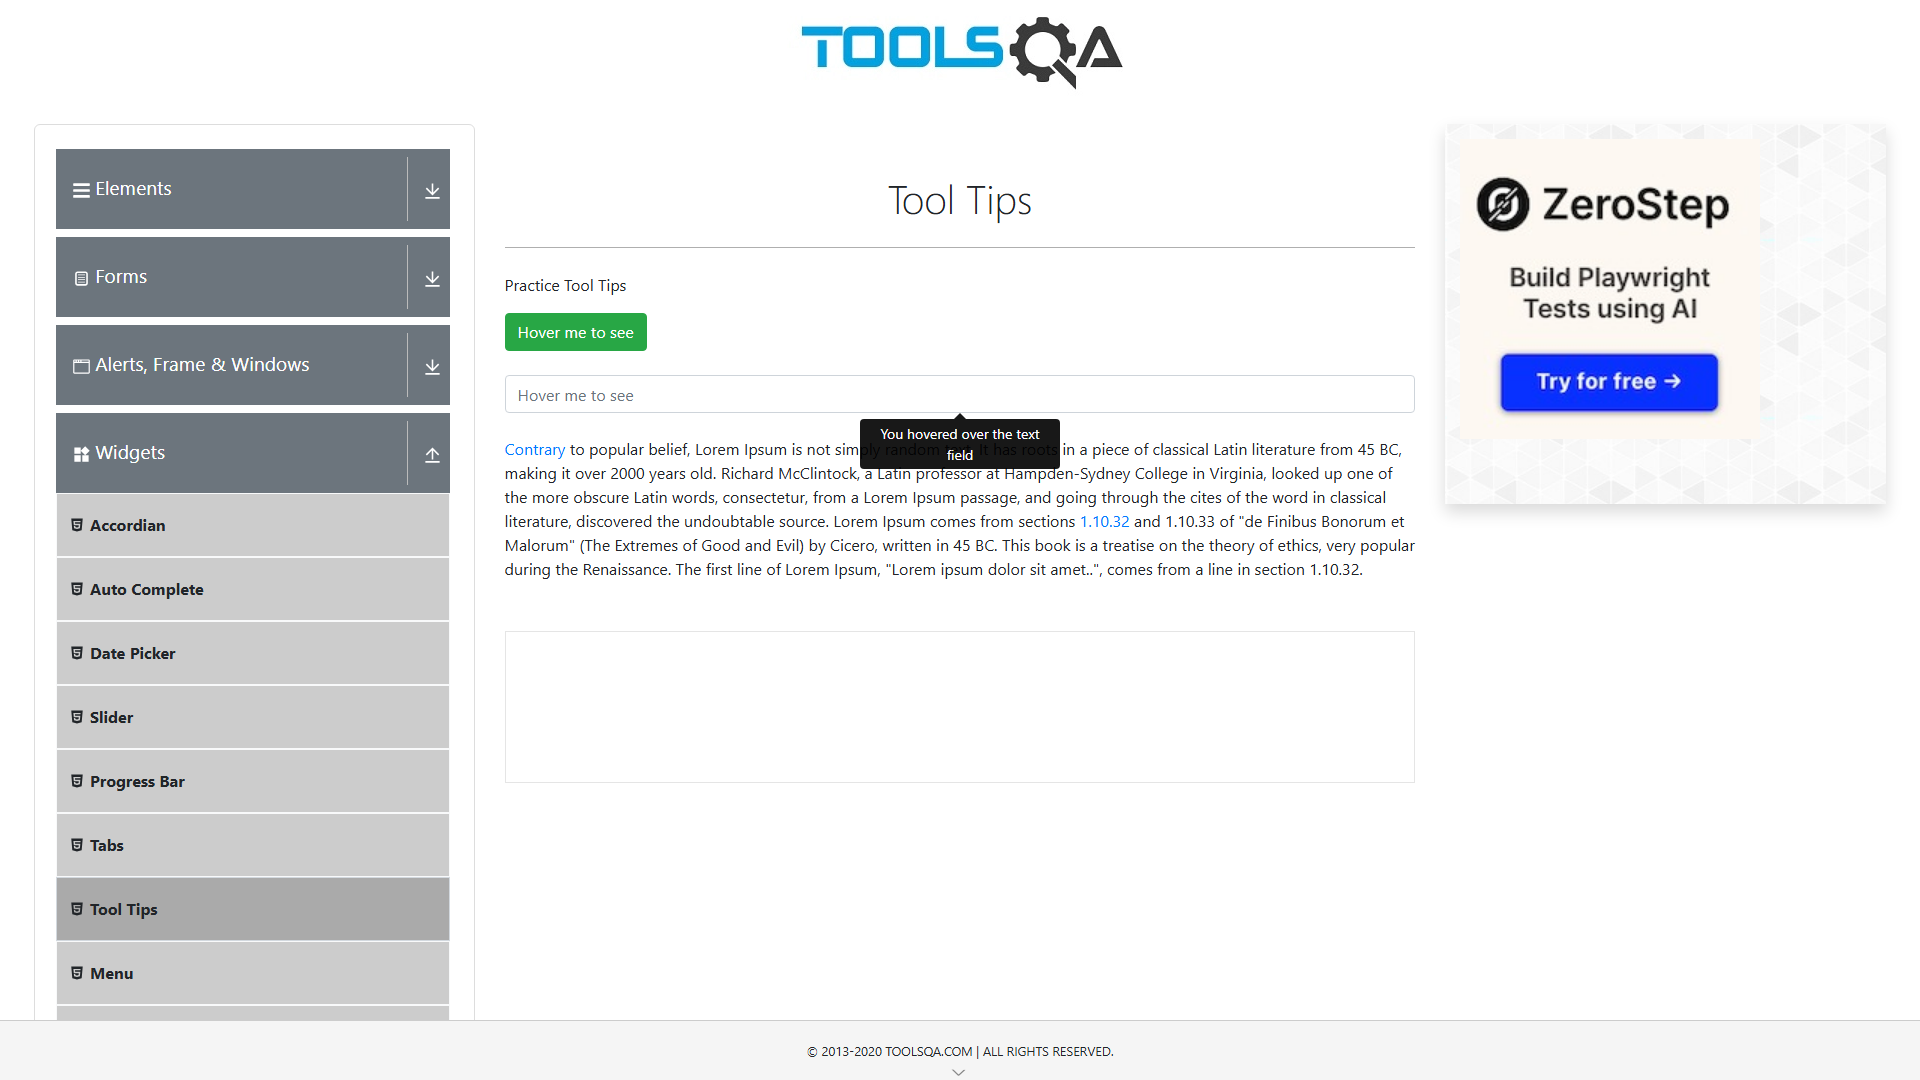 TOOLSQA
Elements
Forms
Alerts, Frame & Windows
Widgets
Accordian
Auto Complete
Date Picker
Slider
Progress Bar
Tabs
Tool Tips
Menu
Tool Tips
Practice Tool Tips
Hover me to see
Hover me to see
You hovered over the text
field
Contrary to popular belief, Lorem Ipsum is not simply random text. It has roots in a piece of classical Latin literature from 45 BC,
making it over 2000 years old. Richard McClintock, a Latin professor at Hampden-Sydney College in Virginia, looked up one of
the more obscure Latin words, consectetur, from a Lorem Ipsum passage, and going through the cites of the word in classical
literature, discovered the undoubtable source. Lorem Ipsum comes from sections 1.10.32 and 1.10.33 of "de Finibus Bonorum et
Malorum" (The Extremes of Good and Evil) by Cicero, written in 45 BC. This book is a treatise on the theory of ethics, very popular
during the Renaissance. The first line of Lorem Ipsum, "Lorem ipsum dolor sit amet..", comes from a line in section 1.10.32.
ZeroStep
Build Playwright
Tests using AI
Try for free →
© 2013-2020 TOOLSQA.COM | ALL RIGHTS RESERVED.